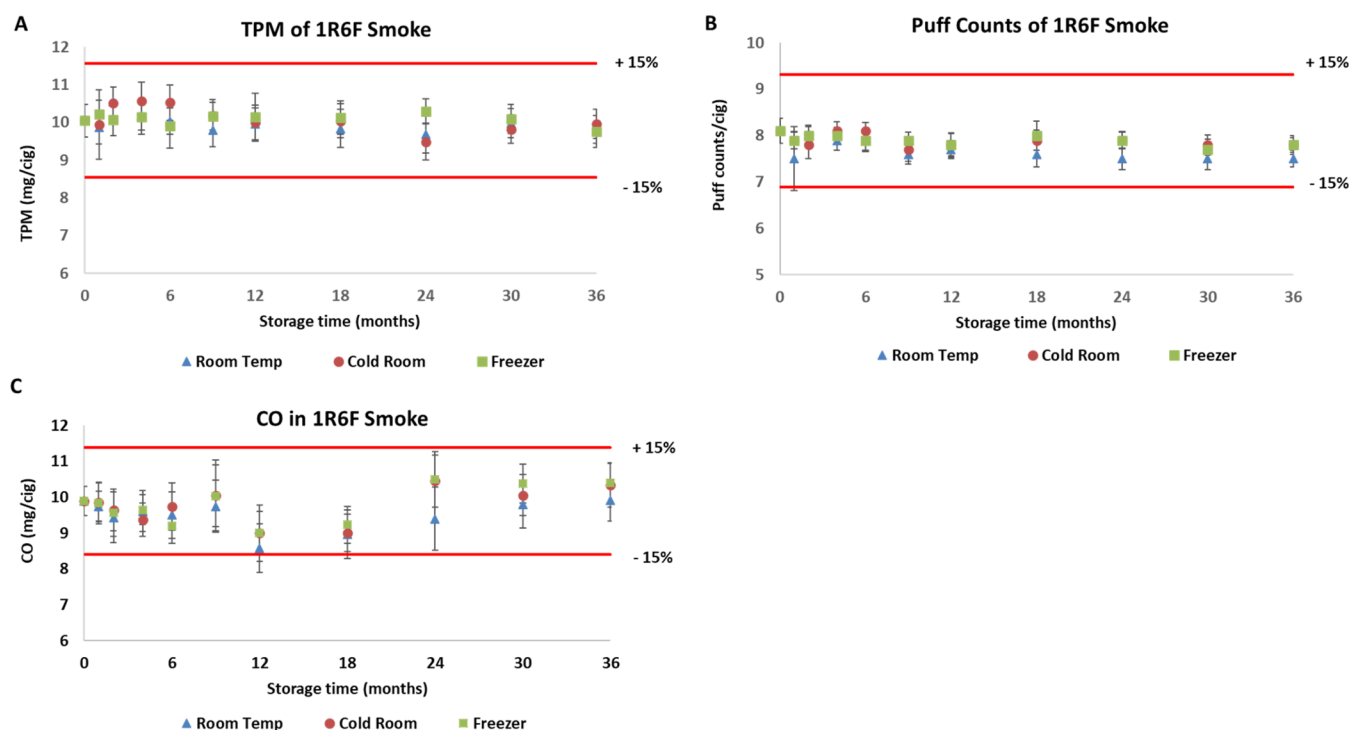 A
TPM of 1R6F Smoke
12
11
10
9
8
7
6
TPM (mg/cig)
+ 15%
- 15%
0 6 12 18 24 30 36
Storage time (months)
Room Temp Cold Room Freezer
B
Puff Counts of 1R6F Smoke
10
9
8
7
6
5
Puff counts/cig)
+ 15%
- 15%
0 6 12 18 24 30 36
Storage time (months)
Room Temp Cold Room Freezer
C
CO in 1R6F Smoke
12
11
10
9
8
7
6
CO (mg/cig)
+ 15%
- 15%
0 6 12 18 24 30 36
Storage time (months)
Room Temp Cold Room Freezer